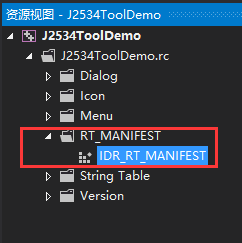 资源视图 - J2534ToolDemo
J2534ToolDemo
J2534ToolDemo.rc
Dialog
Icon
Menu
RT_MANIFEST
IDR_RT_MANIFEST
String Table
Version